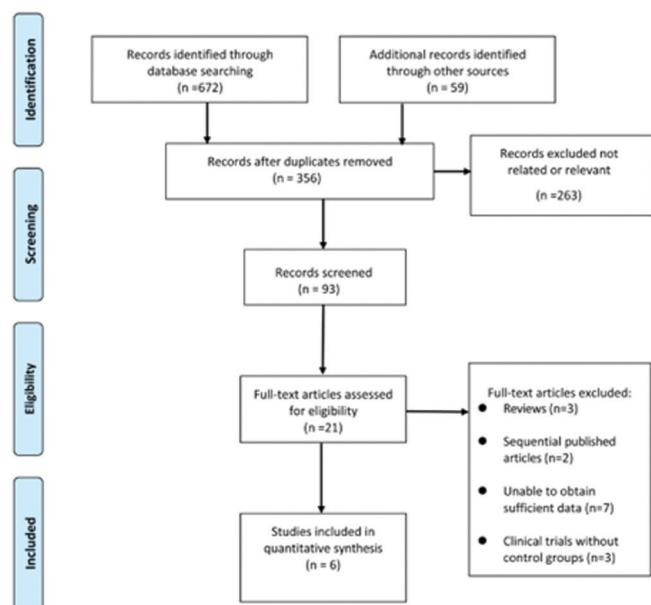 Identification
Records identified through
database searching
(n =672)
Additional records identified
through other sources
(n = 59)
Records after duplicates removed
(n = 356)
Records excluded not
related or relevant
(n =263)
Screening
Records screened
(n = 93)
Eligibility
Full-text articles assessed
for eligibility
(n =21)
Full-text articles excluded:
● Reviews (n=3)
● Sequential published
articles (n=2)
● Unable to obtain
sufficient data (n=7)
● Clinical trials without
control groups (n=3)
Included
Studies included in
quantitative synthesis
(n = 6)